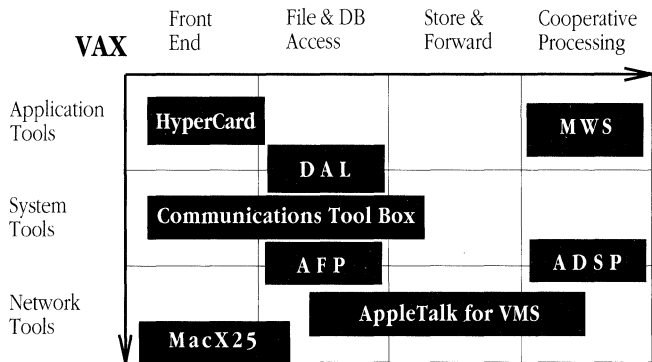 VAX
Front
End
File & DB
Access
Store &
Forward
Cooperative
Processing
Application
Tools
HyperCard
MWS
DAL
System
Tools
Communications Tool Box
AFP
ADSP
Network
Tools
AppleTalk for VMS
MacX25